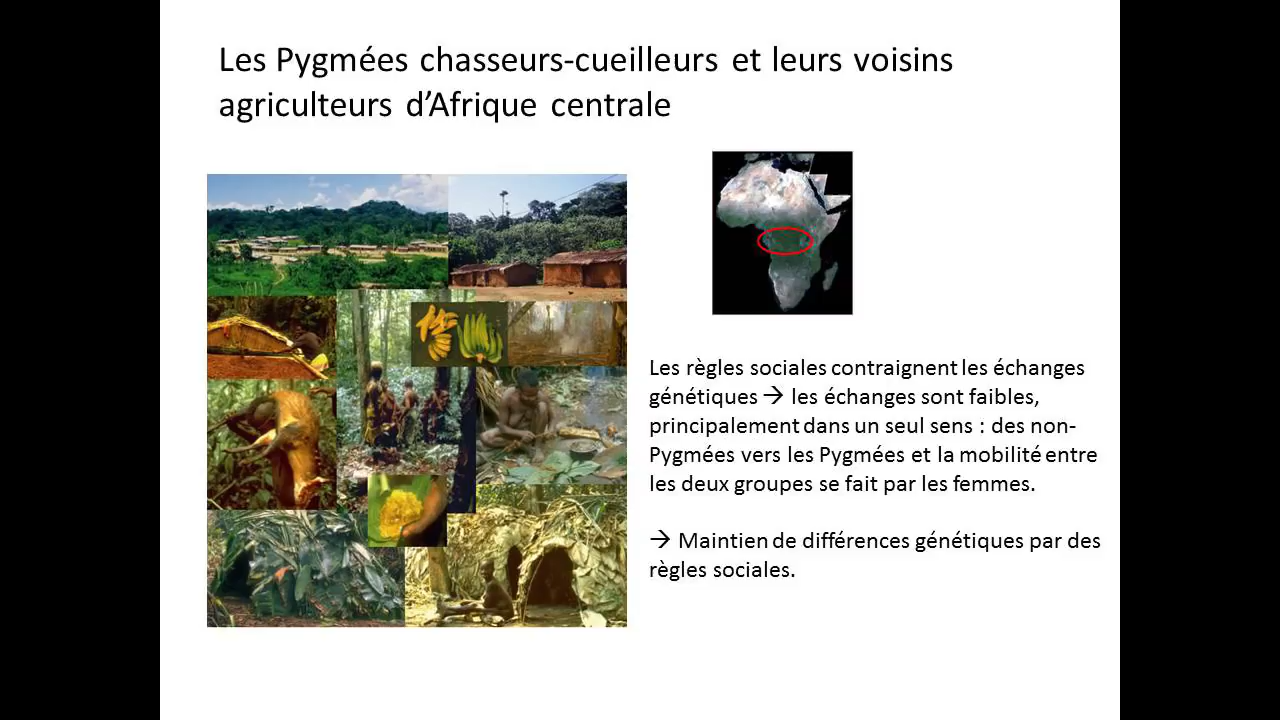 Les Pygmées chasseurs-cueilleurs et leurs voisins
agriculteurs d’Afrique centrale
Les règles sociales contraignent les échanges
génétiques → les échanges sont faibles,
principalement dans un seul sens : des non-
Pygmées vers les Pygmées et la mobilité entre
les deux groupes se fait par les femmes.
→ Maintien de différences génétiques par des
règles sociales.